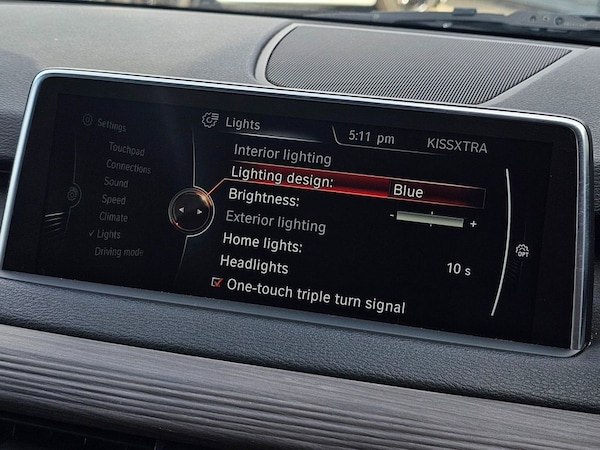 Settings
Touchpad
Connections
Sound
Speed
Climate
✓ Lights
Driving mode
Lights
5:11 pm
KISSXTRA
Interior lighting
Lighting design: Blue
Brightness: - +
Exterior lighting
Home lights:
Headlights 10 s
One-touch triple turn signal
OPT